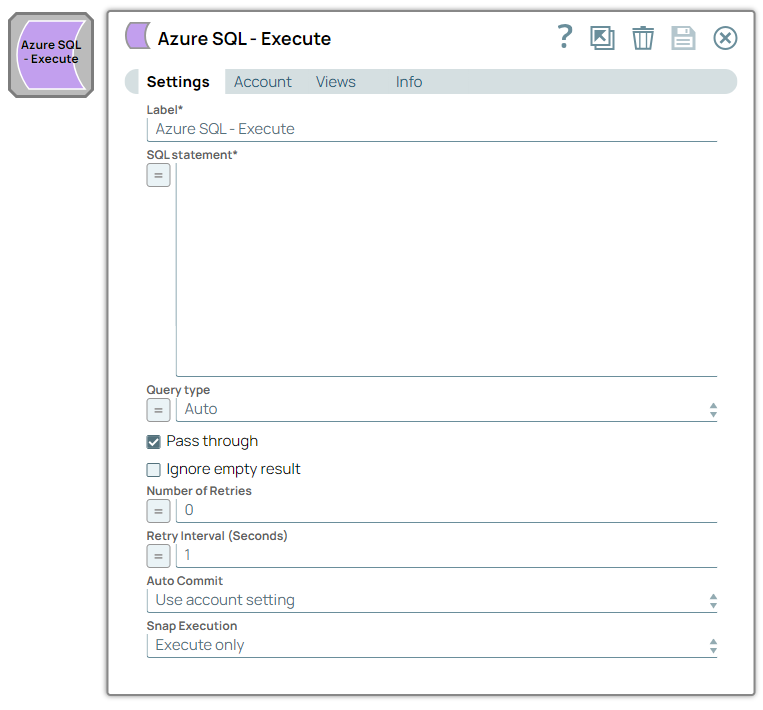 Azure SQL
- Execute
Azure SQL - Execute
?
Settings Account Views Info
Label*
Azure SQL - Execute
SQL statement*
=
Query type
= Auto
Pass through
Ignore empty result
Number of Retries
= 0
Retry Interval (Seconds)
= 1
Auto Commit
Use account setting
Snap Execution
Execute only